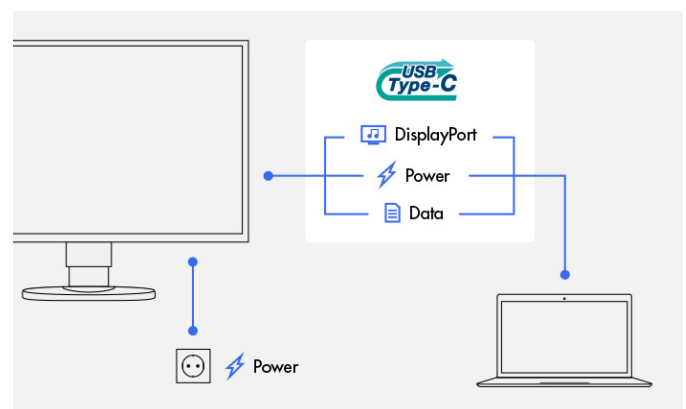 USB
Type-C
DisplayPort
Power
Data
Power